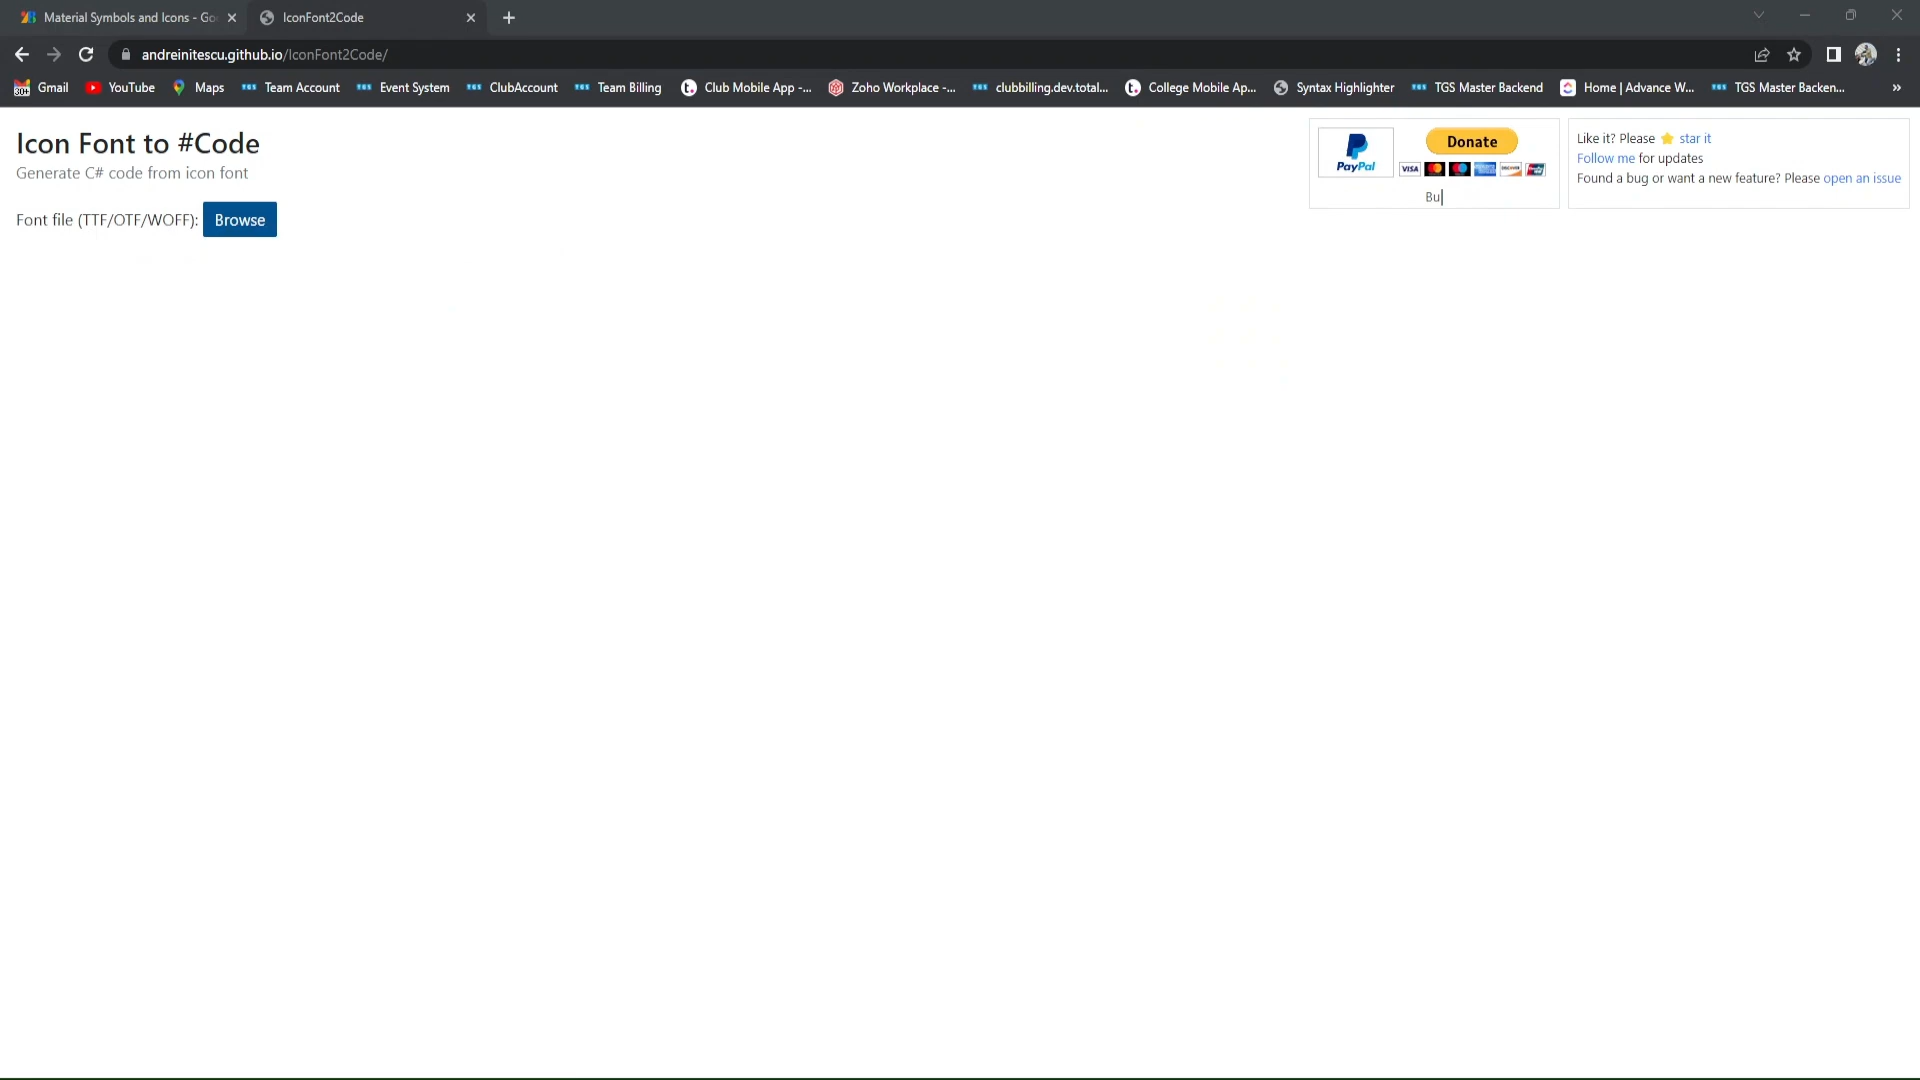 Material Symbols and Icons - Go
IconFont2Code
andreinitescu.github.io/IconFont2Code/
30+ Gmail YouTube Maps Team Account Event System ClubAccount Team Billing Club Mobile App -... Zoho Workplace -... clubbilling.dev.total... College Mobile Ap... Syntax Highlighter TGS Master Backend Home | Advance W... TGS Master Backen... »
Icon Font to #Code
Generate C# code from icon font
Font file (TTF/OTF/WOFF): Browse
PayPal
Donate
VISA
Bu
Like it? Please ⭐ star it
Follow me for updates
Found a bug or want a new feature? Please open an issue